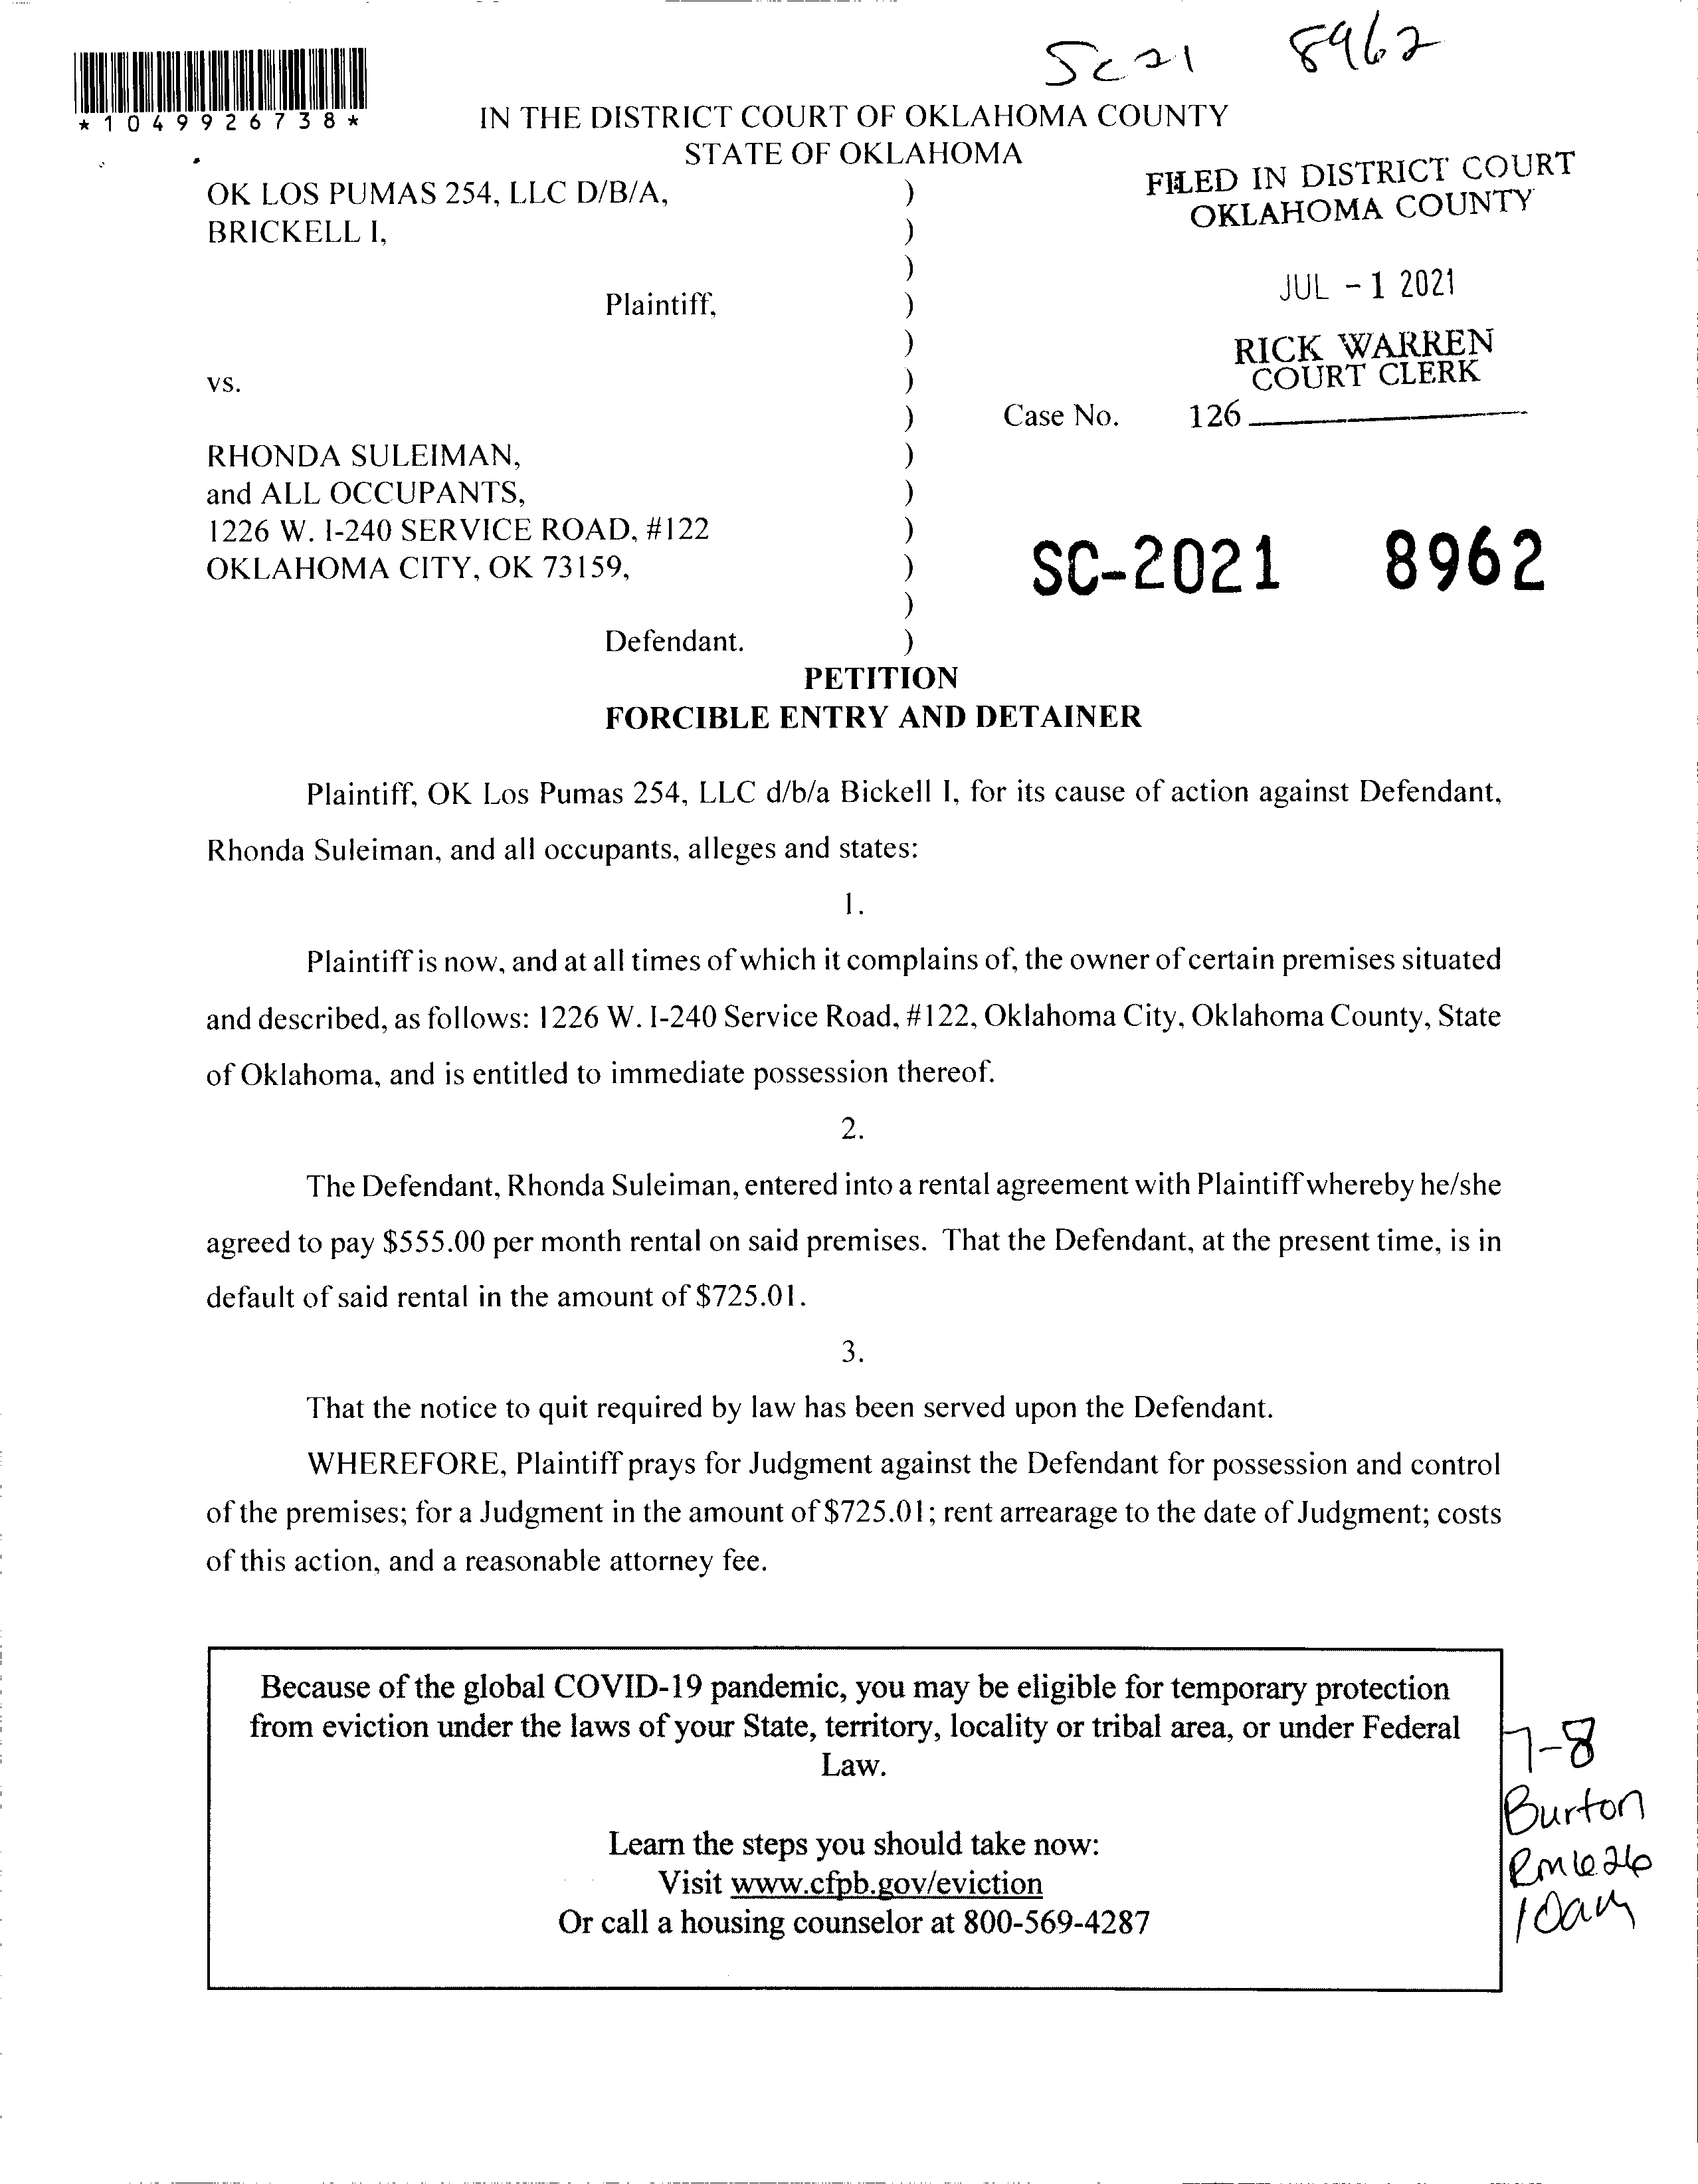 Sc21 8962
*1049926738*
IN THE DISTRICT COURT OF OKLAHOMA COUNTY
STATE OF OKLAHOMA
FILED IN DISTRICT COURT
OKLAHOMA COUNTY
JUL - 1 2021
RICK WARREN
COURT CLERK
126
OK LOS PUMAS 254, LLC D/B/A, )
BRICKELL I, )
)
Plaintiff, )
)
vs. )
) Case No.
RHONDA SULEIMAN, )
and ALL OCCUPANTS, )
1226 W. I-240 SERVICE ROAD, #122 )
OKLAHOMA CITY, OK 73159, )
)
Defendant. )
SC-2021 8962
PETITION
FORCIBLE ENTRY AND DETAINER
Plaintiff, OK Los Pumas 254, LLC d/b/a Bickell I, for its cause of action against Defendant,
Rhonda Suleiman, and all occupants, alleges and states:
1.
Plaintiff is now, and at all times of which it complains of, the owner of certain premises situated
and described, as follows: 1226 W. I-240 Service Road, #122, Oklahoma City, Oklahoma County, State
of Oklahoma, and is entitled to immediate possession thereof.
2.
The Defendant, Rhonda Suleiman, entered into a rental agreement with Plaintiff whereby he/she
agreed to pay $555.00 per month rental on said premises. That the Defendant, at the present time, is in
default of said rental in the amount of $725.01.
3.
That the notice to quit required by law has been served upon the Defendant.
WHEREFORE, Plaintiff prays for Judgment against the Defendant for possession and control
of the premises; for a Judgment in the amount of $725.01; rent arrearage to the date of Judgment; costs
of this action, and a reasonable attorney fee.
Because of the global COVID-19 pandemic, you may be eligible for temporary protection
from eviction under the laws of your State, territory, locality or tribal area, or under Federal
Law.
Learn the steps you should take now:
Visit www.cfpb.gov/eviction
Or call a housing counselor at 800-569-4287
7-8
Burton
Rm 626
10am